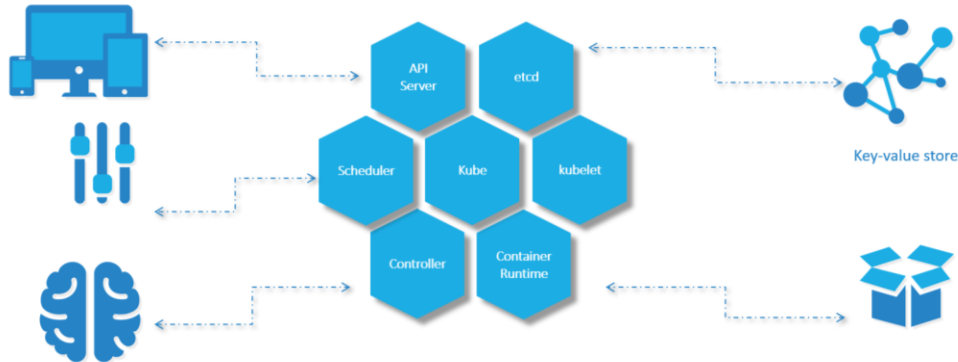 API
Server
etcd
Scheduler
Kube
kubelet
Key-value store
Controller
Container
Runtime